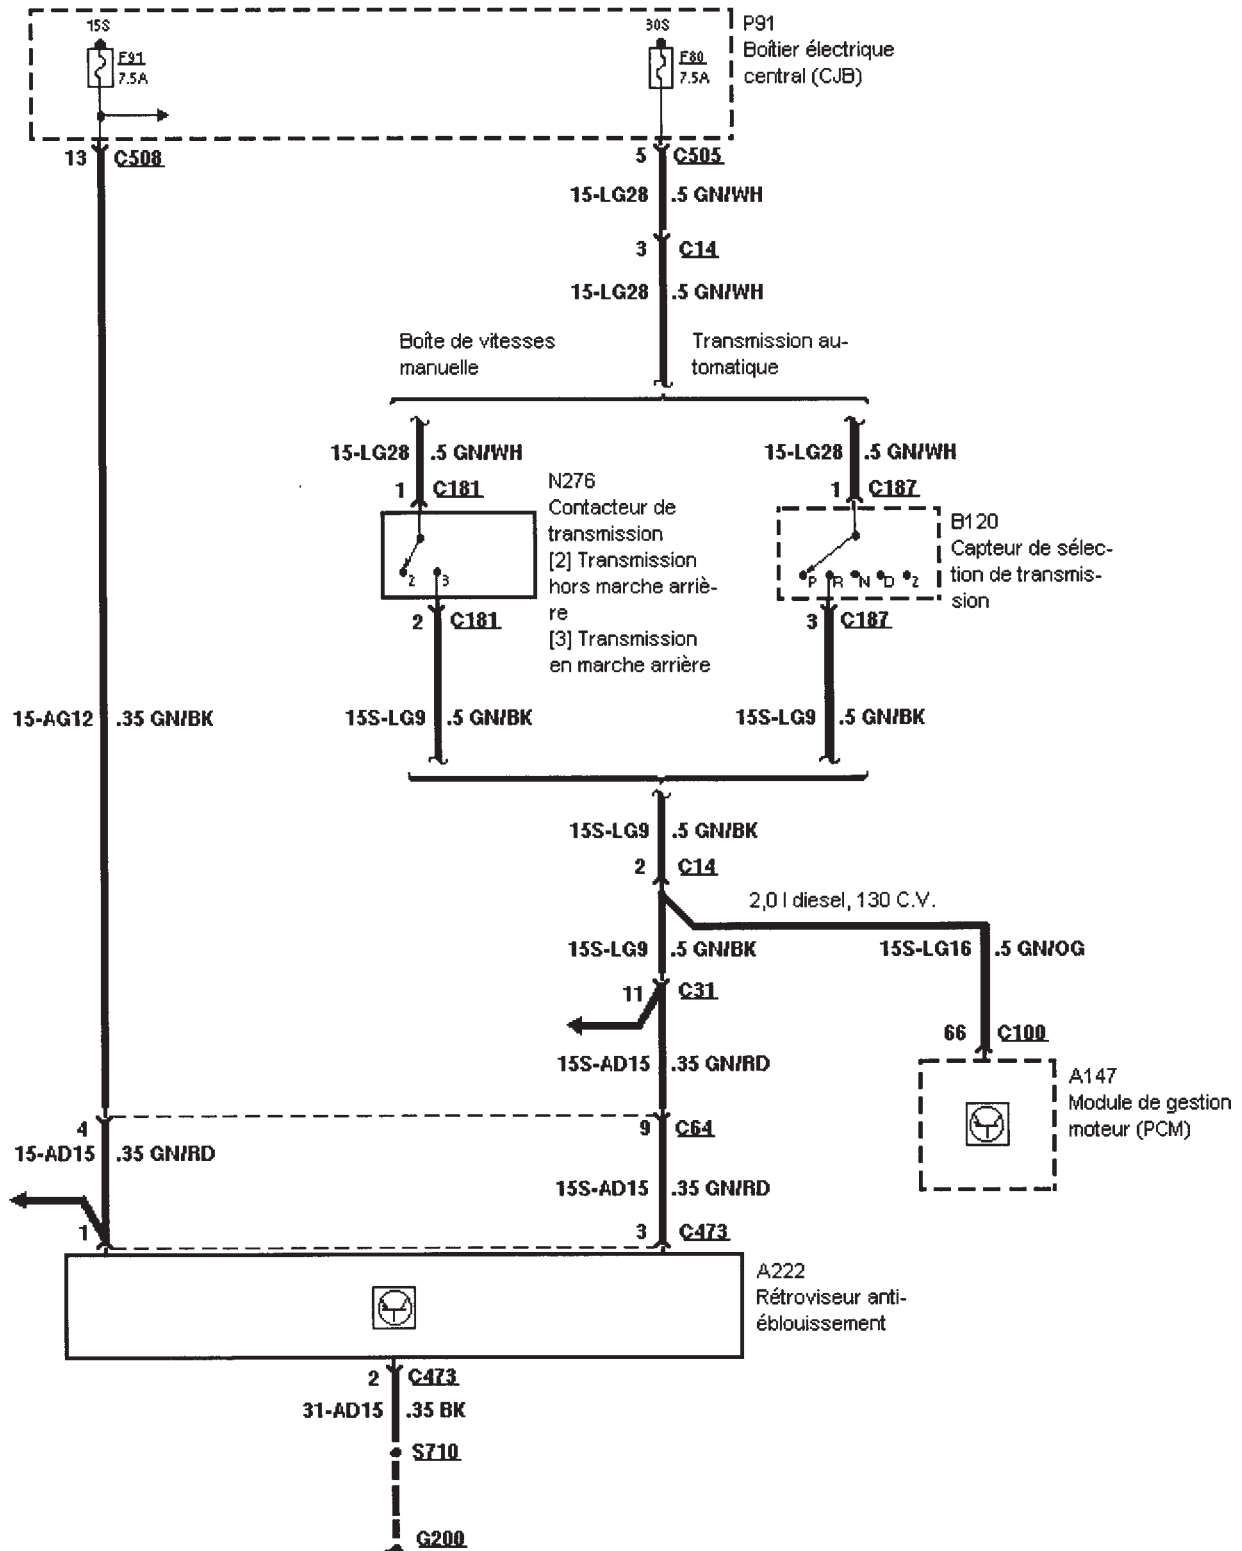 15S
30S
P91
Boîtier électrique
central (CJB)
F91
7.5A
F80
7.5A
13 C508
5 C505
15-LG28 .5 GN/WH
3 C14
15-LG28 .5 GN/WH
Boîte de vitesses
manuelle
Transmission au-
tomatique
15-LG28 .5 GN/WH
15-LG28 .5 GN/WH
1 C181
1 C187
N276
Contacteur de
transmission
[2] Transmission
hors marche arriè-
re
[3] Transmission
en marche arrière
2 3
P R N D 2
B120
Capteur de sélec-
tion de transmis-
sion
2 C181
3 C187
15-AG12 .35 GN/BK
15S-LG9 .5 GN/BK
15S-LG9 .5 GN/BK
15S-LG9 .5 GN/BK
2 C14
2,0 l diesel, 130 C.V.
15S-LG9 .5 GN/BK
15S-LG16 .5 GN/OG
11 C31
66 C100
15S-AD15 .35 GN/RD
A147
Module de gestion
moteur (PCM)
4
9 C64
15-AD15 .35 GN/RD
15S-AD15 .35 GN/RD
1
3 C473
A222
Rétroviseur anti-
éblouissement
2 C473
31-AD15 .35 BK
S710
G200